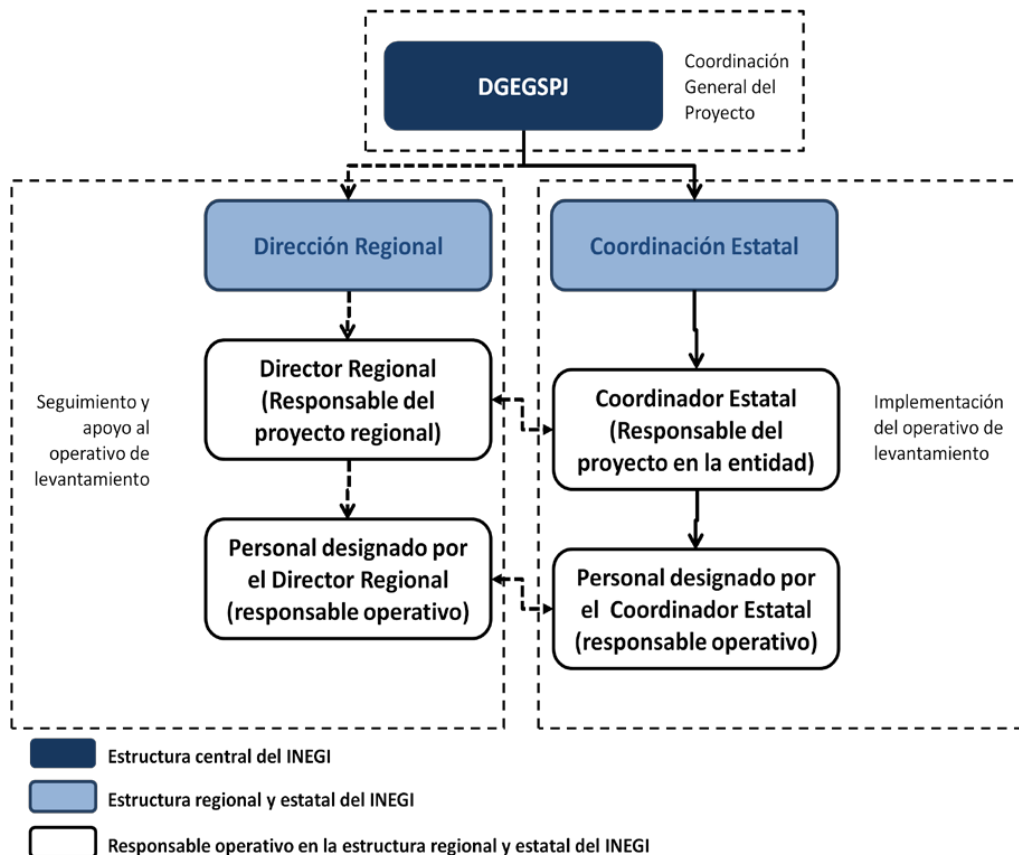 DGEGSPJ
Coordinación
General del
Proyecto
Dirección Regional
Coordinación Estatal
Director Regional
(Responsable del
proyecto regional)
Coordinador Estatal
(Responsable del
proyecto en la entidad)
Seguimiento y
apoyo al
operativo de
levantamiento
Implementación
del operativo de
levantamiento
Personal designado por
el Director Regional
(responsable operativo)
Personal designado por
el Coordinador Estatal
(responsable operativo)
Estructura central del INEGI
Estructura regional y estatal del INEGI
Responsable operativo en la estructura regional y estatal del INEGI